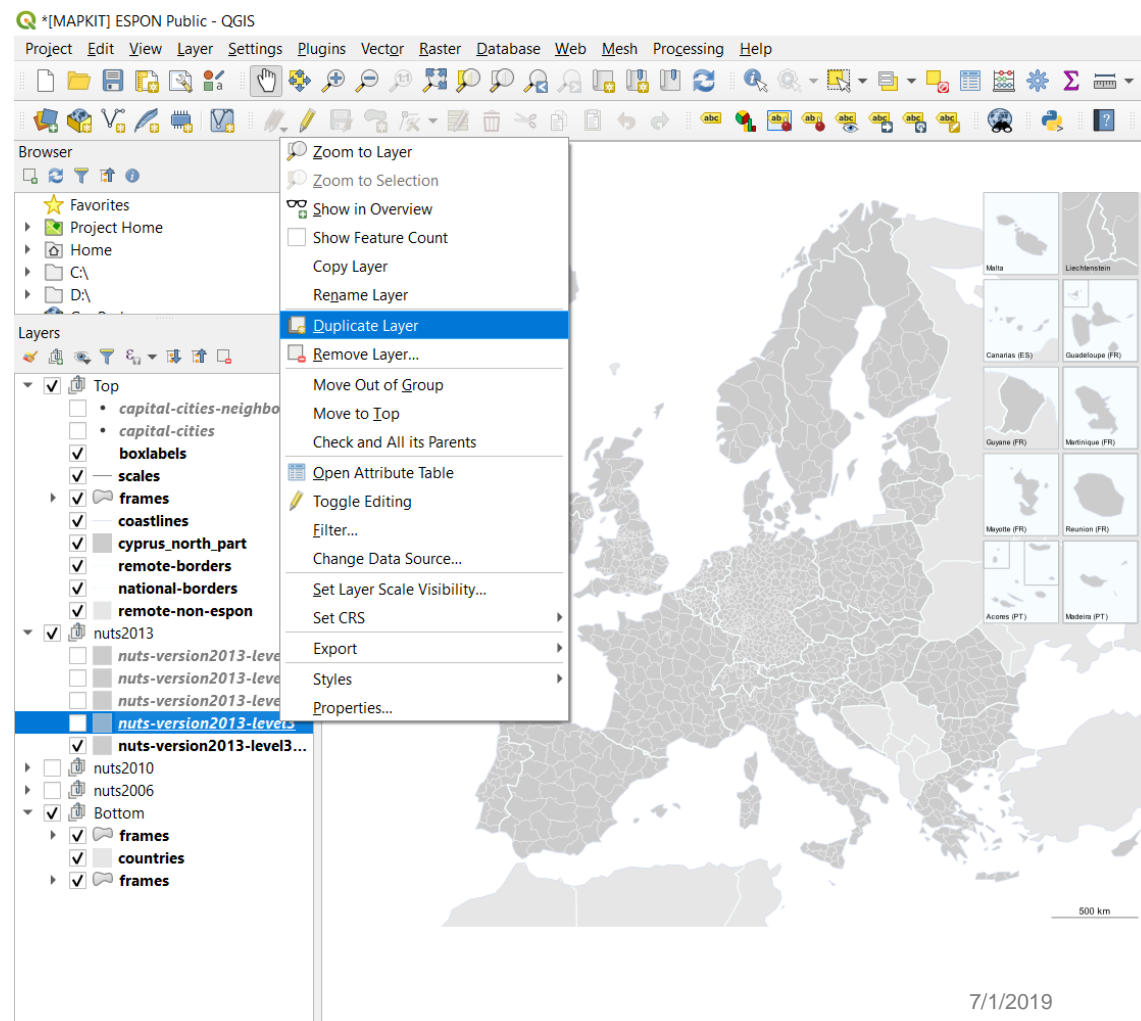 *[MAPKIT] ESPON Public - QGIS
Project Edit View Layer Settings Plugins Vector Raster Database Web Mesh Processing Help
Browser
Favorites
Project Home
Home
C:\
D:\
Layers
Top
capital-cities-neighbo
capital-cities
boxlabels
scales
frames
coastlines
cyprus_north_part
remote-borders
national-borders
remote-non-espon
nuts2013
nuts-version2013-leve
nuts-version2013-leve
nuts-version2013-leve
nuts-version2013-level3
nuts-version2013-level3...
nuts2010
nuts2006
Bottom
frames
countries
frames
Zoom to Layer
Zoom to Selection
Show in Overview
Show Feature Count
Copy Layer
Rename Layer
Duplicate Layer
Remove Layer...
Move Out of Group
Move to Top
Check and All its Parents
Open Attribute Table
Toggle Editing
Filter...
Change Data Source...
Set Layer Scale Visibility...
Set CRS
Export
Styles
Properties...
Malta
Liechtenstein
Canarias (ES)
Guadeloupe (FR)
Guyane (FR)
Martinique (FR)
Mayotte (FR)
Reunion (FR)
Acores (PT)
Madeira (PT)
500 km
7/1/2019